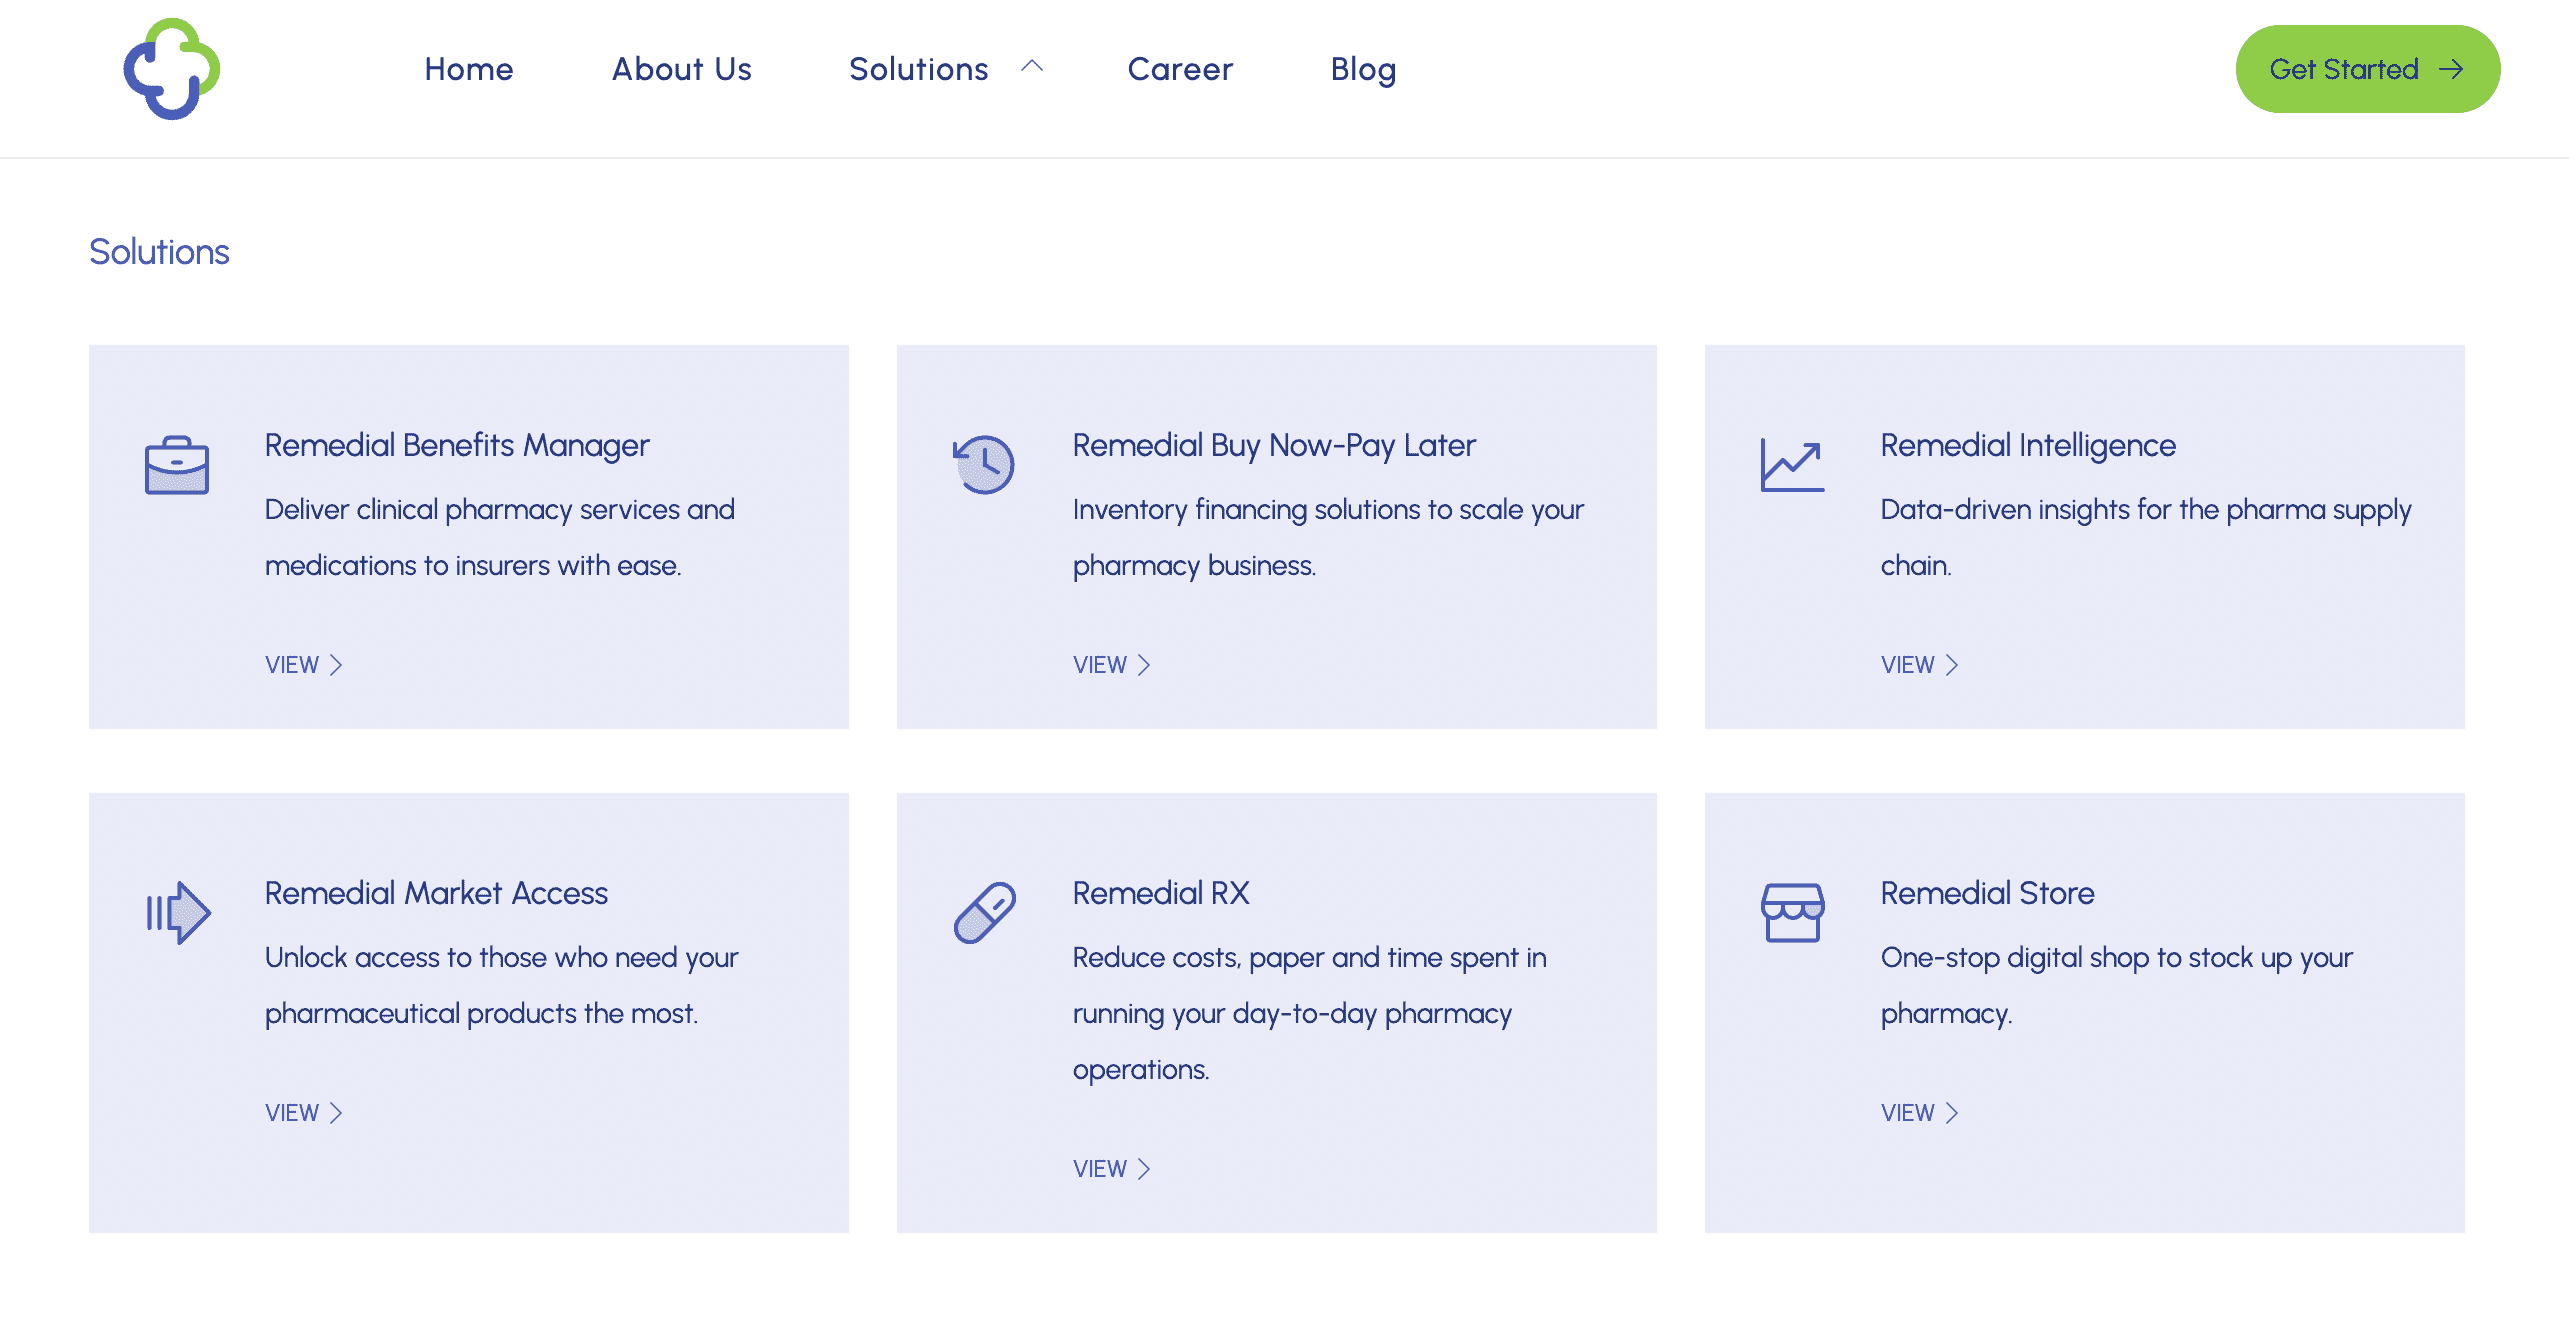 Home
About Us
Solutions
Career
Blog
Get Started
Solutions
Remedial Benefits Manager
Deliver clinical pharmacy services and
medications to insurers with ease.
VIEW
Remedial Buy Now-Pay Later
Inventory financing solutions to scale your
pharmacy business.
VIEW
Remedial Intelligence
Data-driven insights for the pharma supply
chain.
VIEW
Remedial Market Access
Unlock access to those who need your
pharmaceutical products the most.
VIEW
Remedial RX
Reduce costs, paper and time spent in
running your day-to-day pharmacy
operations.
VIEW
Remedial Store
One-stop digital shop to stock up your
pharmacy.
VIEW